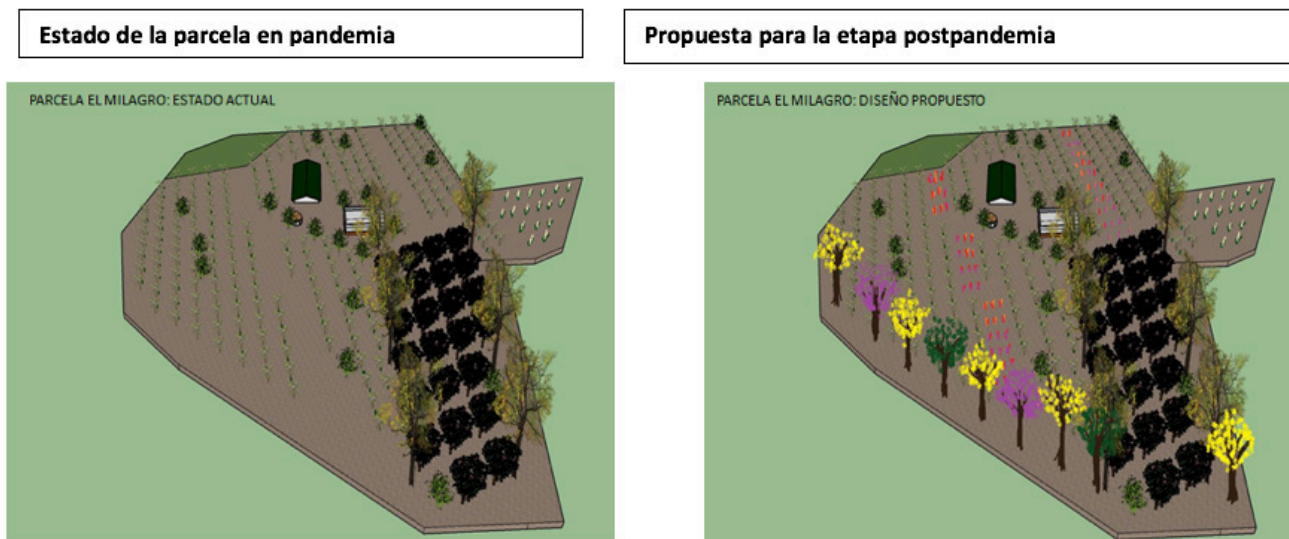 Estado de la parcela en pandemia
Propuesta para la etapa postpandemia
PARCELA EL MILAGRO: ESTADO ACTUAL
PARCELA EL MILAGRO: DISEÑO PROPUESTO